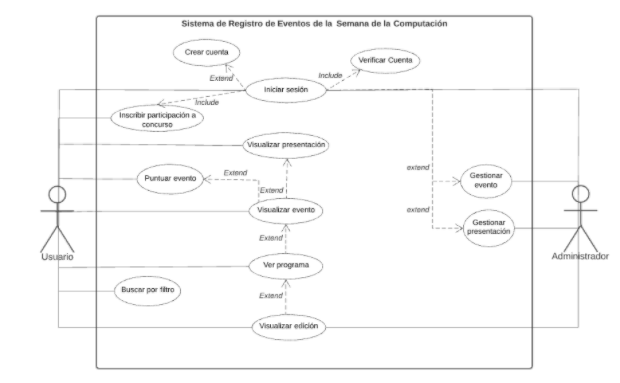 Sistema de Registro de Eventos de la Semana de la Computación
Crear cuenta
Verificar Cuenta
Extend
Include
Iniciar sesión
Include
Inscribir participación a
concurso
Visualizar presentación
Puntuar evento
Extend
extend
Gestionar
evento
Extend
Visualizar evento
extend
Gestionar
presentación
Extend
Usuario
Administrador
Ver programa
Buscar por filtro
Extend
Visualizar edición